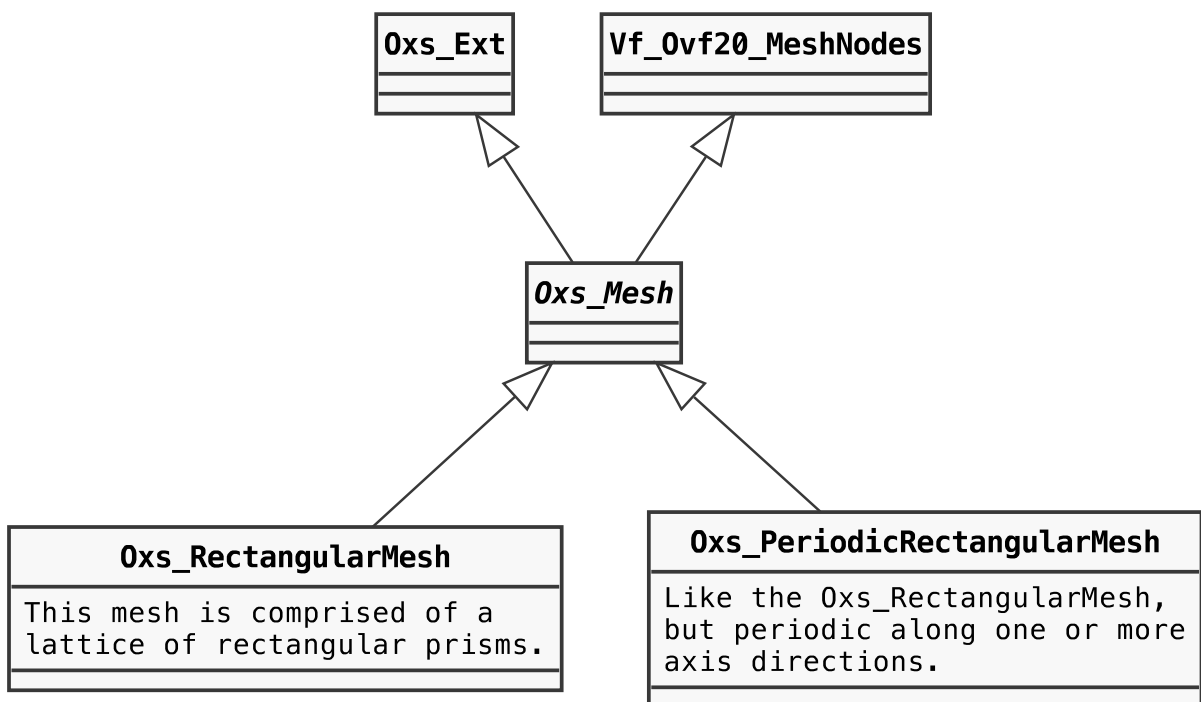 Oxs_Ext
Vf_Ovf20_MeshNodes
Oxs_Mesh
Oxs_RectangularMesh
This mesh is comprised of a
lattice of rectangular prisms.
Oxs_PeriodicRectangularMesh
Like the Oxs_RectangularMesh,
but periodic along one or more
axis directions.